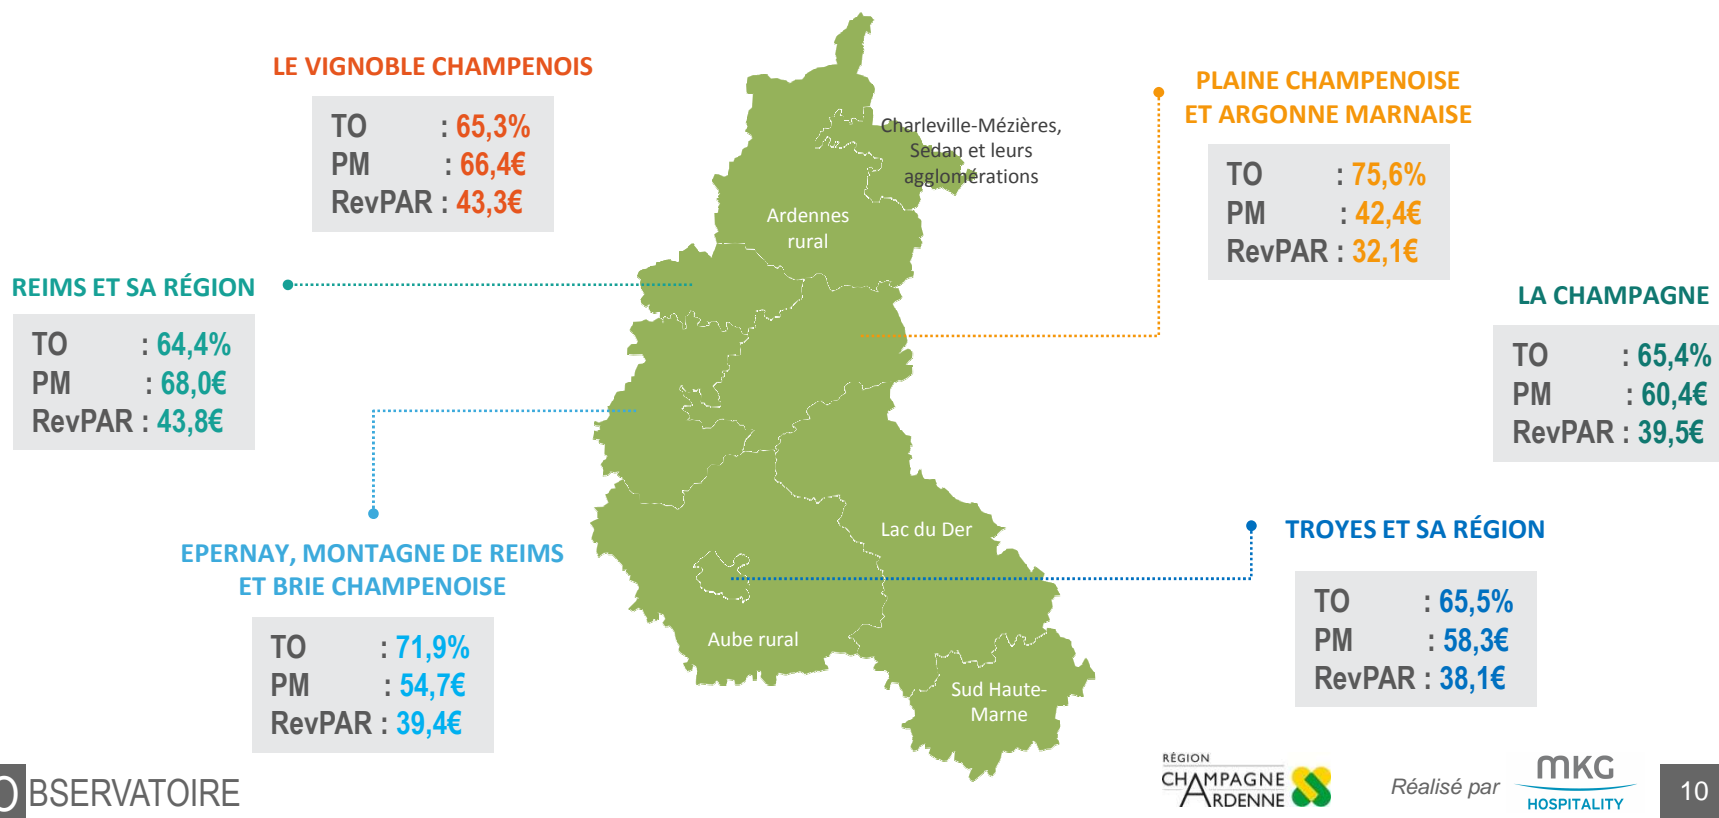 LE VIGNOBLE CHAMPENOIS
TO : 65,3%
PM : 66,4€
RevPAR : 43,3€
PLAINE CHAMPENOISE
ET ARGONNE MARNAISE
TO : 75,6%
PM : 42,4€
RevPAR : 32,1€
Charleville-Mézières,
Sedan et leurs
agglomérations
Ardennes
rural
REIMS ET SA RÉGION
TO : 64,4%
PM : 68,0€
RevPAR : 43,8€
LA CHAMPAGNE
TO : 65,4%
PM : 60,4€
RevPAR : 39,5€
Lac du Der
TROYES ET SA RÉGION
TO : 65,5%
PM : 58,3€
RevPAR : 38,1€
EPERNAY, MONTAGNE DE REIMS
ET BRIE CHAMPENOISE
TO : 71,9%
PM : 54,7€
RevPAR : 39,4€
Aube rural
Sud Haute-
Marne
OBSERVATOIRE
RÉGION
CHAMPAGNE
ARDENNE
Réalisé par
MKG
HOSPITALITY
10